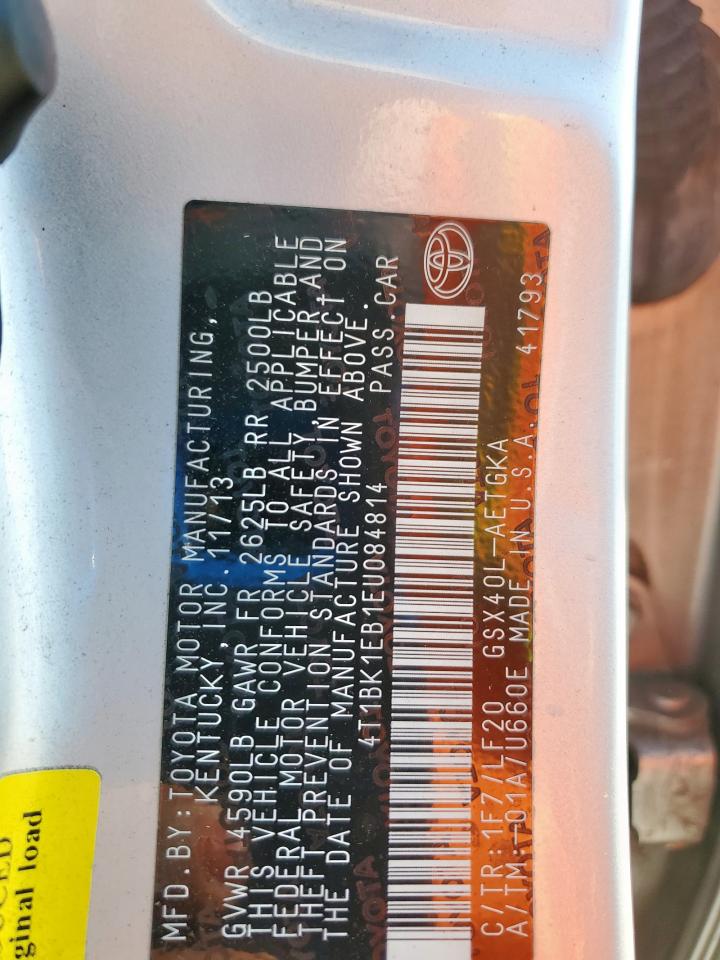 MFD.BY:TOYOTA MOTOR MANUFACTURING,
KENTUCKY, INC. 11/13
GVWR 4590LB GAWR FR 2625LB RR 2500LB
THIS VEHICLE CONFORMS TO ALL APPLICABLE
FEDERAL MOTOR VEHICLE SAFETY, BUMPER, AND
THEFT PREVENTION STANDARDS IN EFFECT ON
THE DATE OF MANUFACTURE SHOWN ABOVE.
4T1BK1EB1EU084814 PASS.CAR
C/TR:1F7/LF20 GSX40L-AETGKA
A/TM:-01A/U660E MADE IN U.S.A. 41793
ginal load